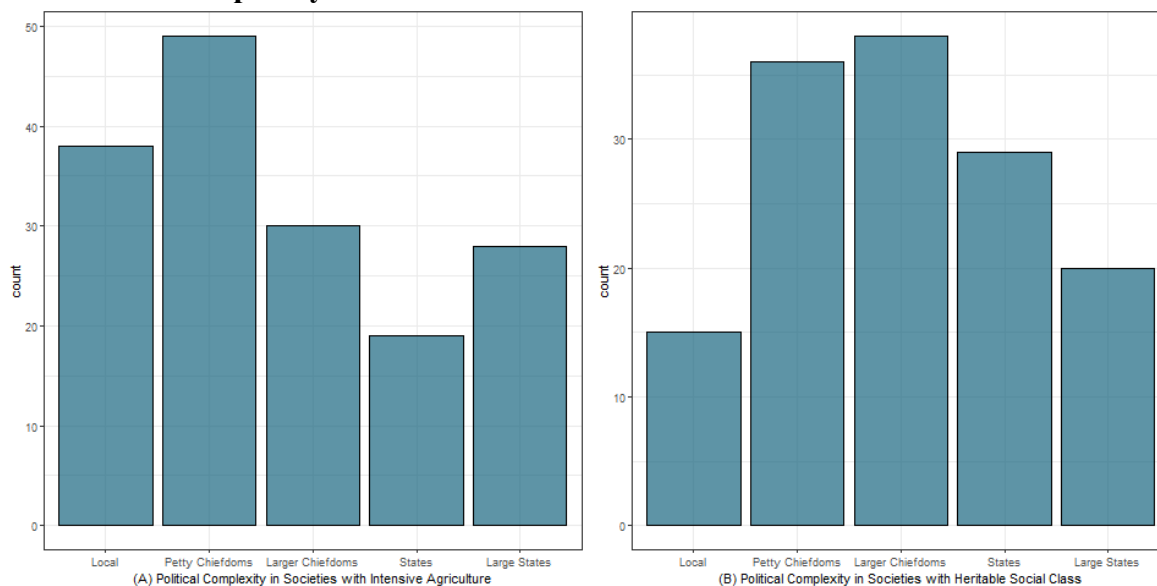 count
50
40
30
20
10
0
Local Petty Chiefdoms Larger Chiefdoms States Large States
(A) Political Complexity in Societies with Intensive Agriculture
count
30
20
10
0
Local Petty Chiefdoms Larger Chiefdoms States Large States
(B) Political Complexity in Societies with Heritable Social Class